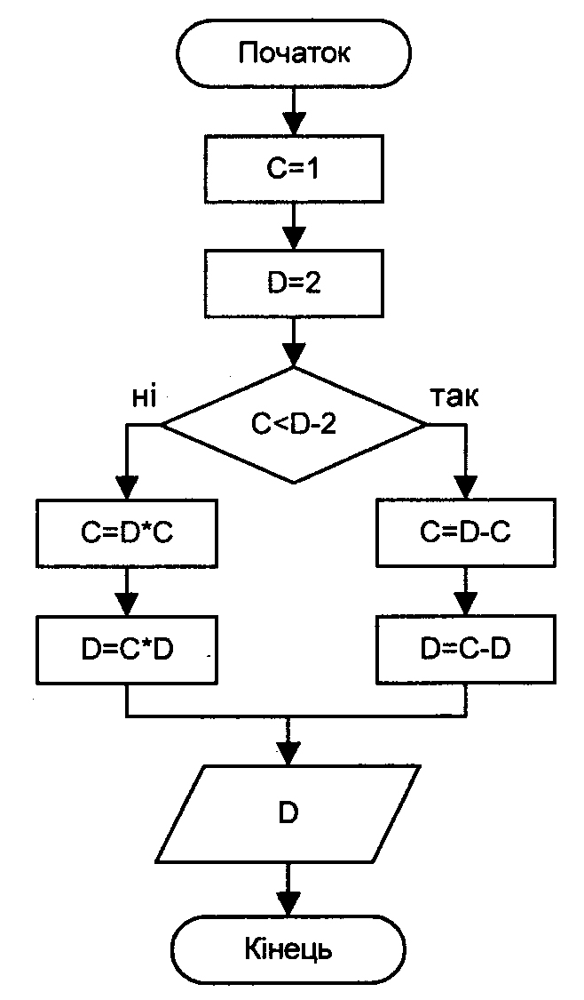 Початок
C=1
D=2
ні
так
C<D-2
C=D*C
C=D-C
D=C*D
D=C-D
D
Кінець